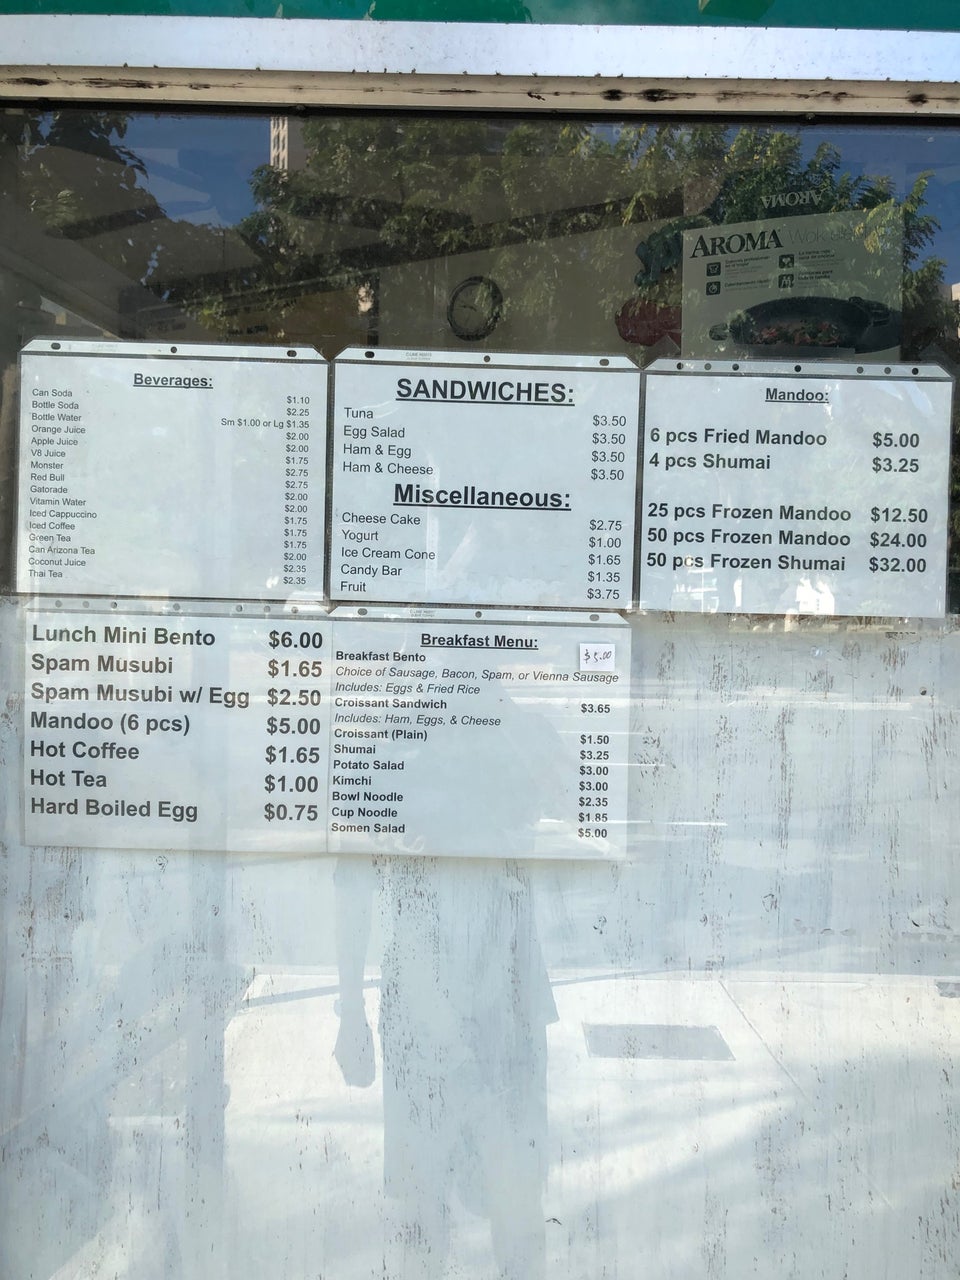 AROMA
AROMA
Beverages:
Can Soda $1.10
Bottle Soda $2.25
Bottle Water Sm $1.00 or Lg $1.35
Orange Juice $2.00
Apple Juice $2.00
V8 Juice $1.75
Monster $2.75
Red Bull $2.75
Gatorade $2.00
Vitamin Water $2.00
Iced Cappuccino $1.75
Iced Coffee $1.75
Green Tea $1.75
Can Arizona Tea $2.00
Coconut Juice $2.35
Thai Tea $2.35
SANDWICHES:
Tuna $3.50
Egg Salad $3.50
Ham & Egg $3.50
Ham & Cheese $3.50
Miscellaneous:
Cheese Cake $2.75
Yogurt $1.00
Ice Cream Cone $1.65
Candy Bar $1.35
Fruit $3.75
Mandoo:
6 pcs Fried Mandoo $5.00
4 pcs Shumai $3.25
25 pcs Frozen Mandoo $12.50
50 pcs Frozen Mandoo $24.00
50 pcs Frozen Shumai $32.00
Lunch Mini Bento $6.00
Spam Musubi $1.65
Spam Musubi w/ Egg $2.50
Mandoo (6 pcs) $5.00
Hot Coffee $1.65
Hot Tea $1.00
Hard Boiled Egg $0.75
Breakfast Menu:
Breakfast Bento
Choice of Sausage, Bacon, Spam, or Vienna Sausage
Includes: Eggs & Fried Rice
Croissant Sandwich $3.65
Includes: Ham, Eggs, & Cheese
Croissant (Plain) $1.50
Shumai $3.25
Potato Salad $3.00
Kimchi $3.00
Bowl Noodle $2.35
Cup Noodle $1.85
Somen Salad $5.00